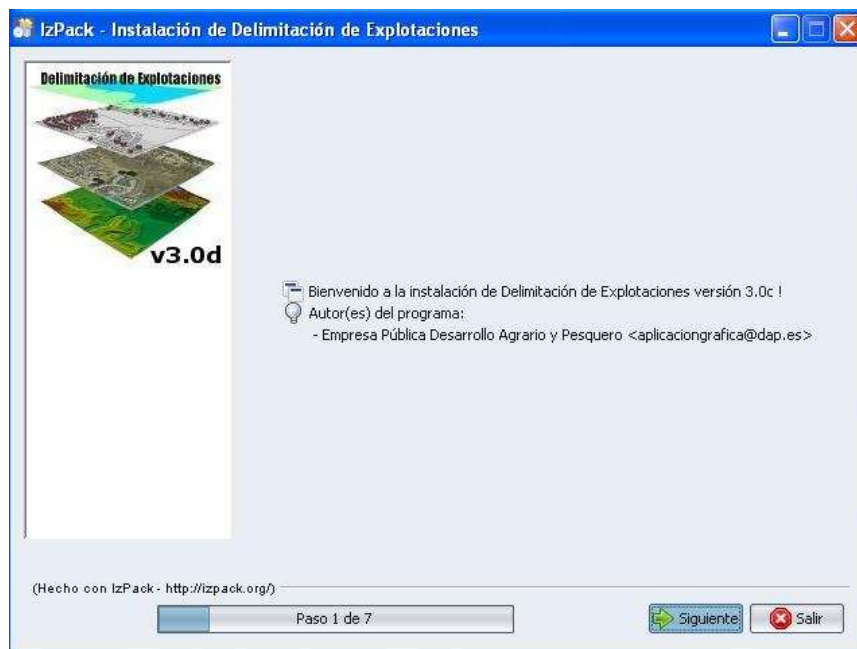 IzPack - Instalación de Delimitación de Explotaciones
Delimitación de Explotaciones
v3.0d
Bienvenido a la instalación de Delimitación de Explotaciones versión 3.0c !
Autor(es) del programa:
- Empresa Pública Desarrollo Agrario y Pesquero <aplicaciongrafica@dap.es>
(Hecho con IzPack - http://izpack.org/)
Paso 1 de 7
Siguiente
Salir